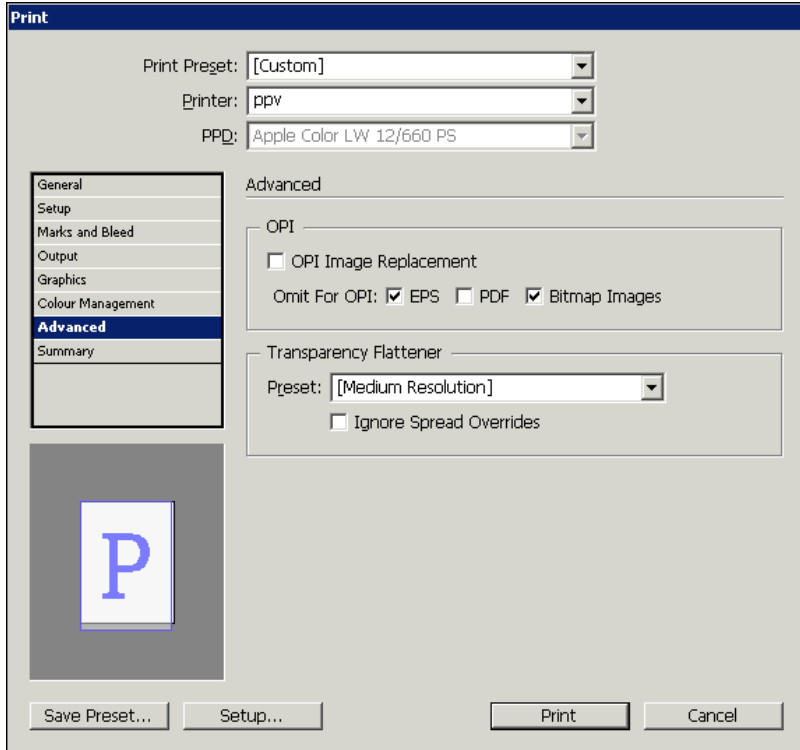 Print
Print Preset: [Custom]
Printer: ppv
PPD: Apple Color LW 12/660 PS
General
Setup
Marks and Bleed
Output
Graphics
Colour Management
Advanced
Summary
Advanced
OPI
OPI Image Replacement
Omit For OPI: EPS PDF Bitmap Images
Transparency Flattener
Preset: [Medium Resolution]
Ignore Spread Overrides
P
Save Preset... Setup... Print Cancel